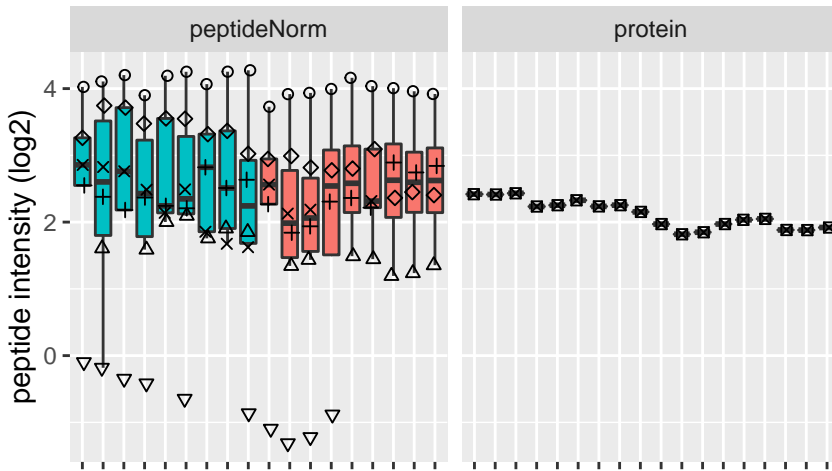 peptideNorm
protein
peptide intensity (log2)
4
2
0